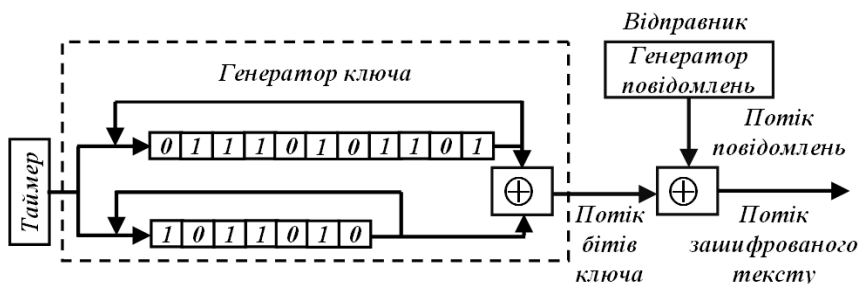 Відправник
Генератор
повідомлень
Генератор ключа
Потік
повідомлень
Таймер
0 1 1 1 0 1 0 1 1 0 1
1 0 1 1 0 1 0
Потік
бітів
ключа
Потік
зашифрованого
тексту